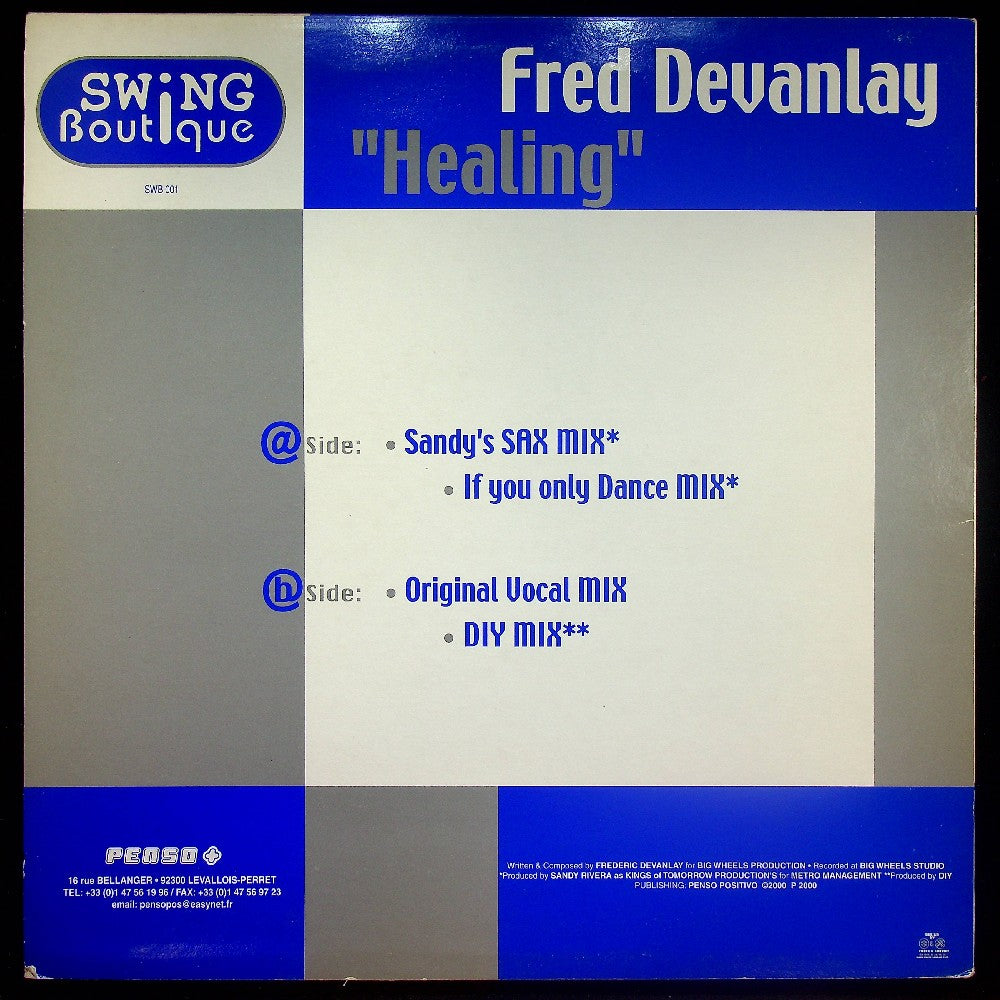 SWiNG
Boutique
SWB 001
Fred Devanlay
"Healing"
@ Side: • Sandy's SAX MIX*
• If you only Dance MIX*
b Side: • Original Vocal MIX
• DIY MIX**
PENSO +
16 rue BELLANGER • 92300 LEVALLOIS-PERRET
TEL: +33 (0)1 47 56 19 96 / FAX: +33 (0)1 47 56 97 23
email: pensopos@easynet.fr
Written & Composed by FREDERIC DEVANLAY for BIG WHEELS PRODUCTION • Recorded at BIG WHEELS STUDIO
*Produced by SANDY RIVERA as KINGS of TOMORROW PRODUCTION'S for METRO MANAGEMENT **Produced by DIY
PUBLISHING: PENSO POSITIVO ©2000 P 2000